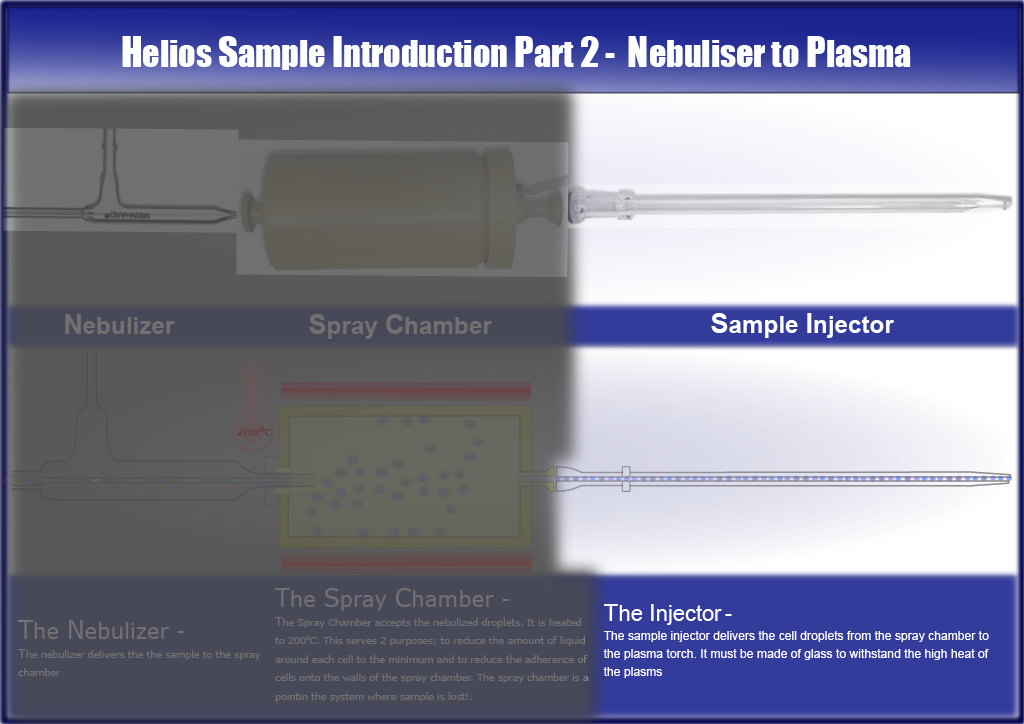 Helios Sample Introduction Part 2 - Nebuliser to Plasma
MEINHARD®
Nebulizer
Spray Chamber
Sample Injector
200°C
The Nebulizer -
The nebulizer delivers the the sample to the spray
chamber
The Spray Chamber -
The Spray Chamber accepts the nebulized droplets. It is heated
to 200°C. This serves 2 purposes; to reduce the amount of liquid
around each cell to the minimum and to reduce the adherence of
cells onto the walls of the spray chamber. The spray chamber is a
pointin the system where sample is lost!.
The Injector -
The sample injector delivers the cell droplets from the spray chamber to
the plasma torch. It must be made of glass to withstand the high heat of
the plasms